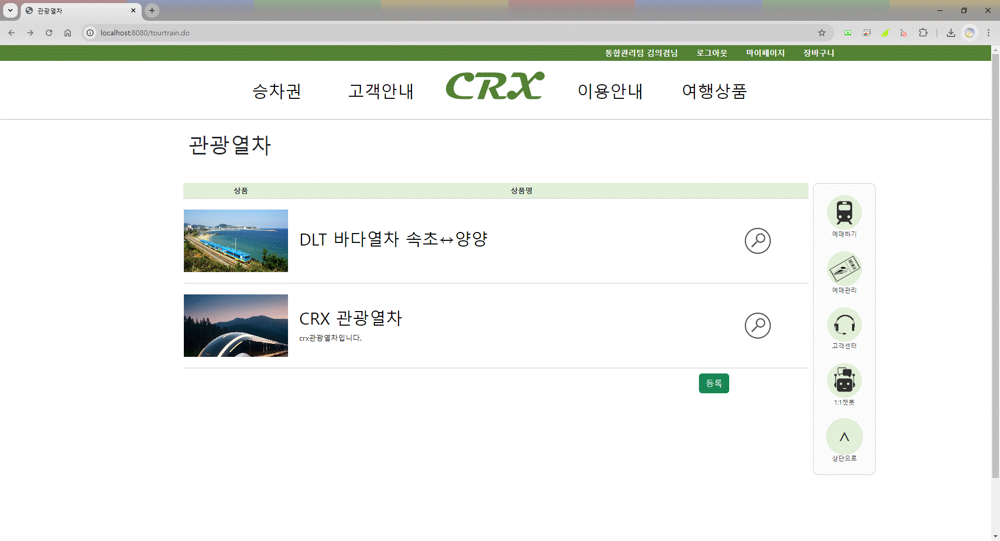 관광열차
localhost:8080/tourtrain.do
통합관리팀 김의겸님 로그아웃 마이페이지 장바구니
승차권 고객안내 CRX 이용안내 여행상품
관광열차
상품 상품명
DLT 바다열차 속초↔양양
CRX 관광열차
crx관광열차입니다.
등록
예매하기
예매관리
고객센터
1:1챗봇
^
상단으로